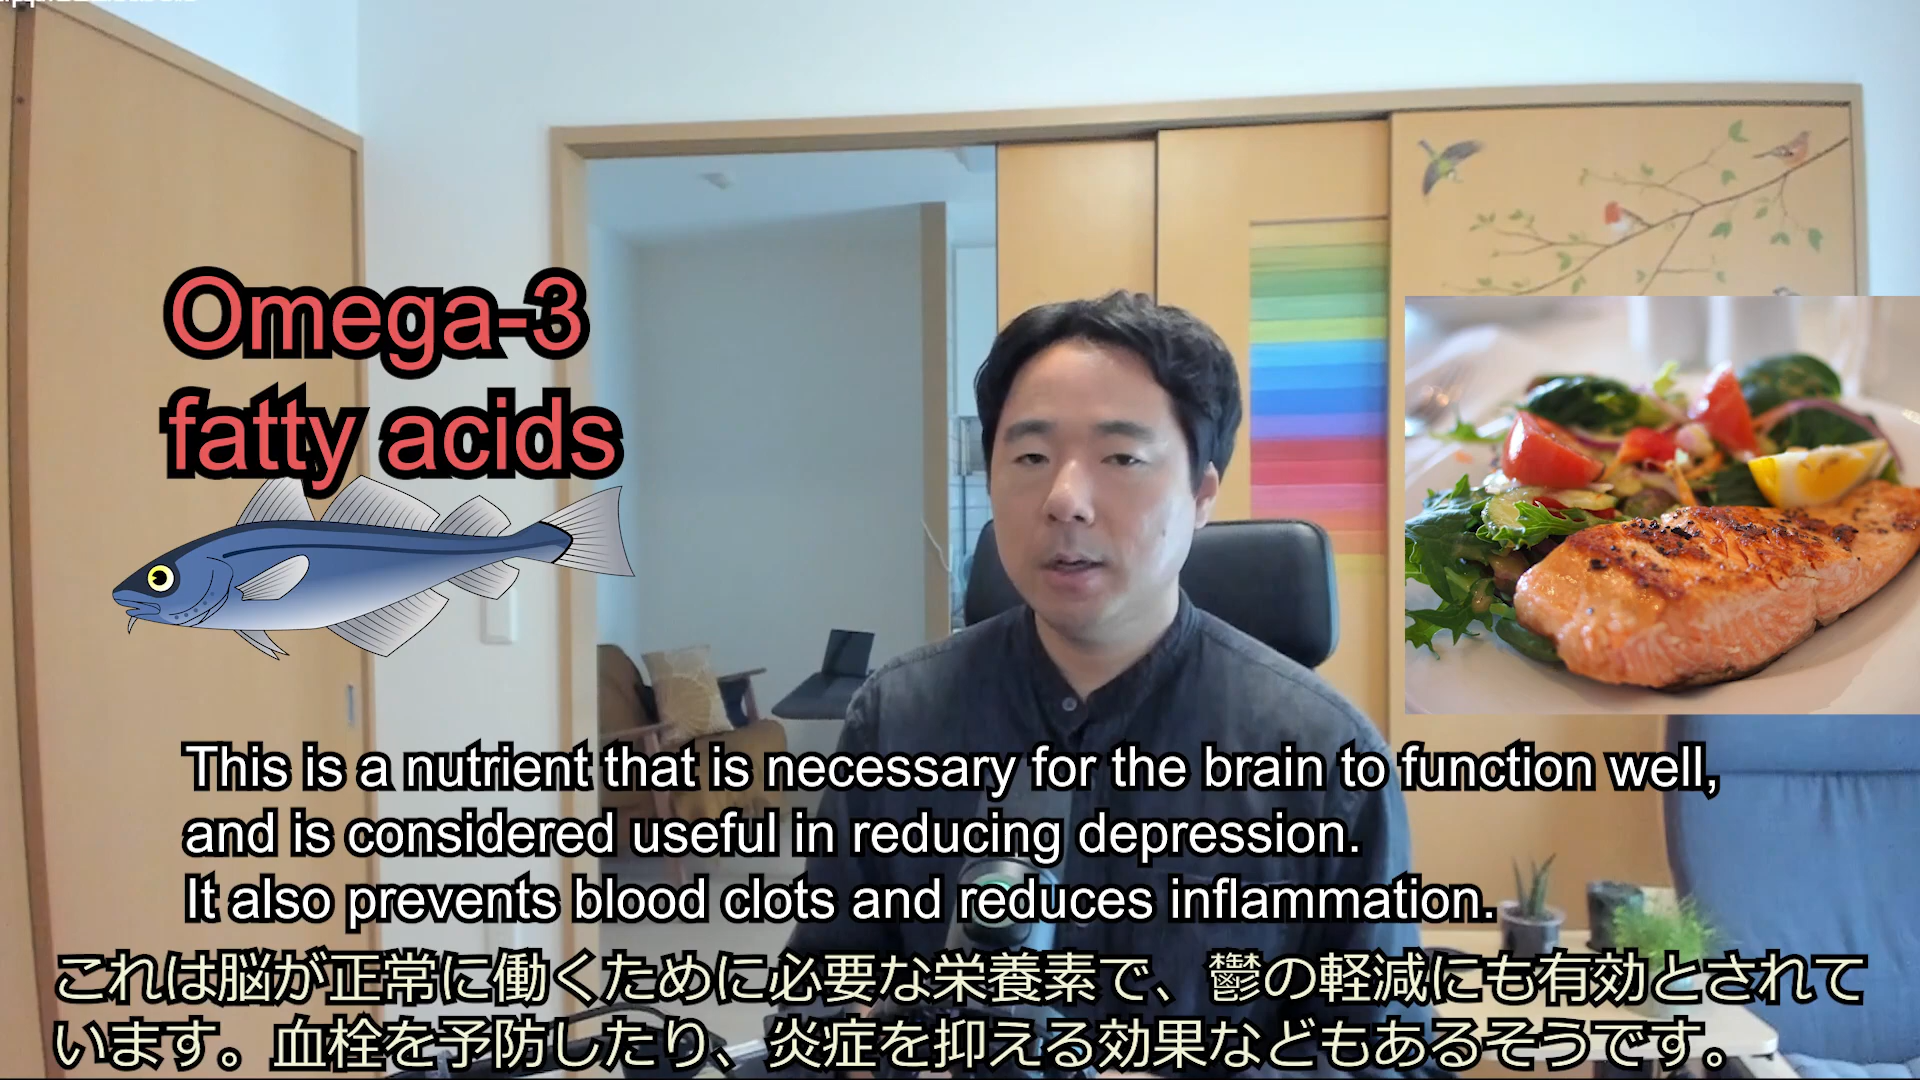 Omega-3
fatty acids
This is a nutrient that is necessary for the brain to function well,
and is considered useful in reducing depression.
It also prevents blood clots and reduces inflammation.
これは脳が正常に働くために必要な栄養素で、鬱の軽減にも有効とされて
います。血栓を予防したり、炎症を抑える効果などもあるそうです。